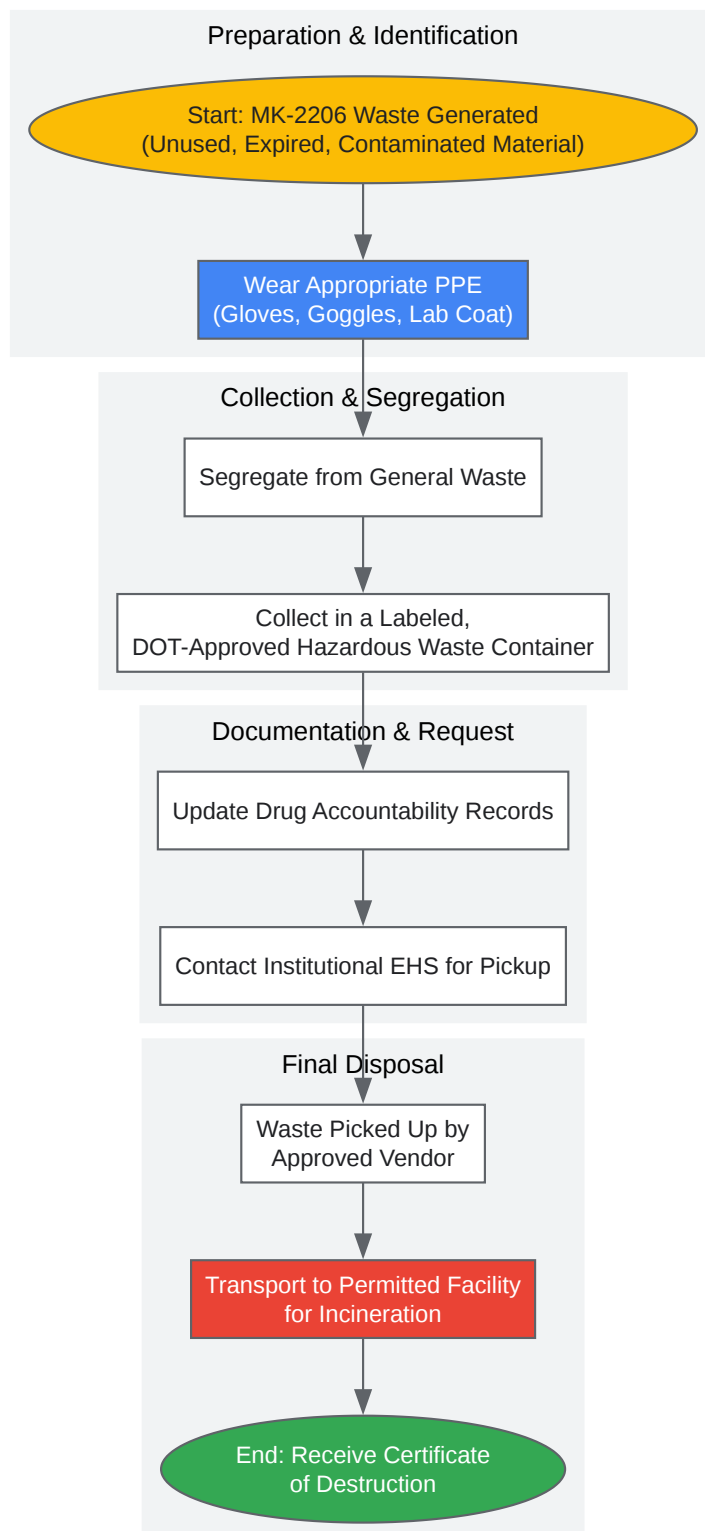 Preparation & Identification
Start: MK-2206 Waste Generated
(Unused, Expired, Contaminated Material)
Wear Appropriate PPE
(Gloves, Goggles, Lab Coat)
Collection & Segregation
Segregate from General Waste
Collect in a Labeled,
DOT-Approved Hazardous Waste Container
Documentation & Request
Update Drug Accountability Records
Contact Institutional EHS for Pickup
Final Disposal
Waste Picked Up by
Approved Vendor
Transport to Permitted Facility
for Incineration
End: Receive Certificate
of Destruction